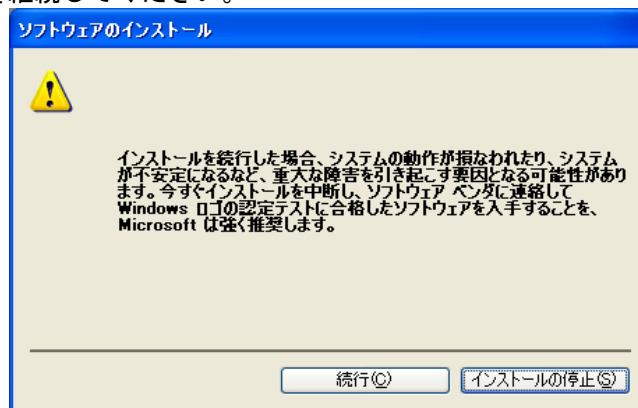 継続してください。
ソフトウェアのインストール
インストールを続行した場合、システムの動作が損なわれたり、システム
が不安定になるなど、重大な障害を引き起こす要因となる可能性があり
ます。今すぐインストールを中断し、ソフトウェア ベンダに連絡して
Windows ロゴの認定テストに合格したソフトウェアを入手することを、
Microsoft は強く推奨します。
続行(C)
インストールの停止(S)